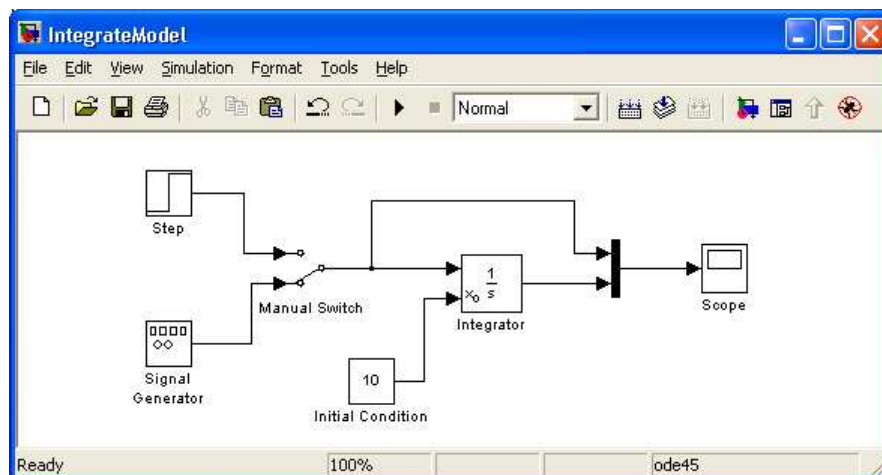 IntegrateModel
File Edit View Simulation Format Tools Help
Normal
Step
Manual Switch
1
s
x₀
Integrator
Scope
Signal
Generator
10
Initial Condition
Ready 100% ode45